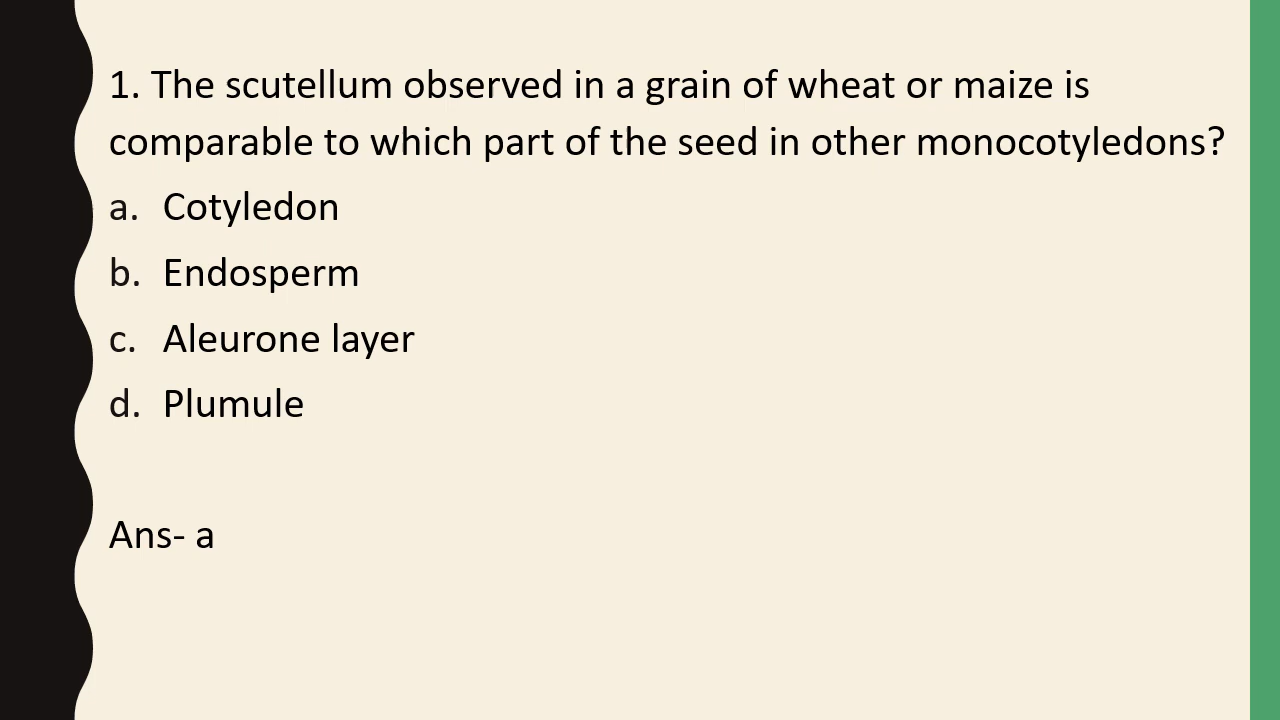 1. The scutellum observed in a grain of wheat or maize is
comparable to which part of the seed in other monocotyledons?
a. Cotyledon
b. Endosperm
c. Aleurone layer
d. Plumule
Ans- a